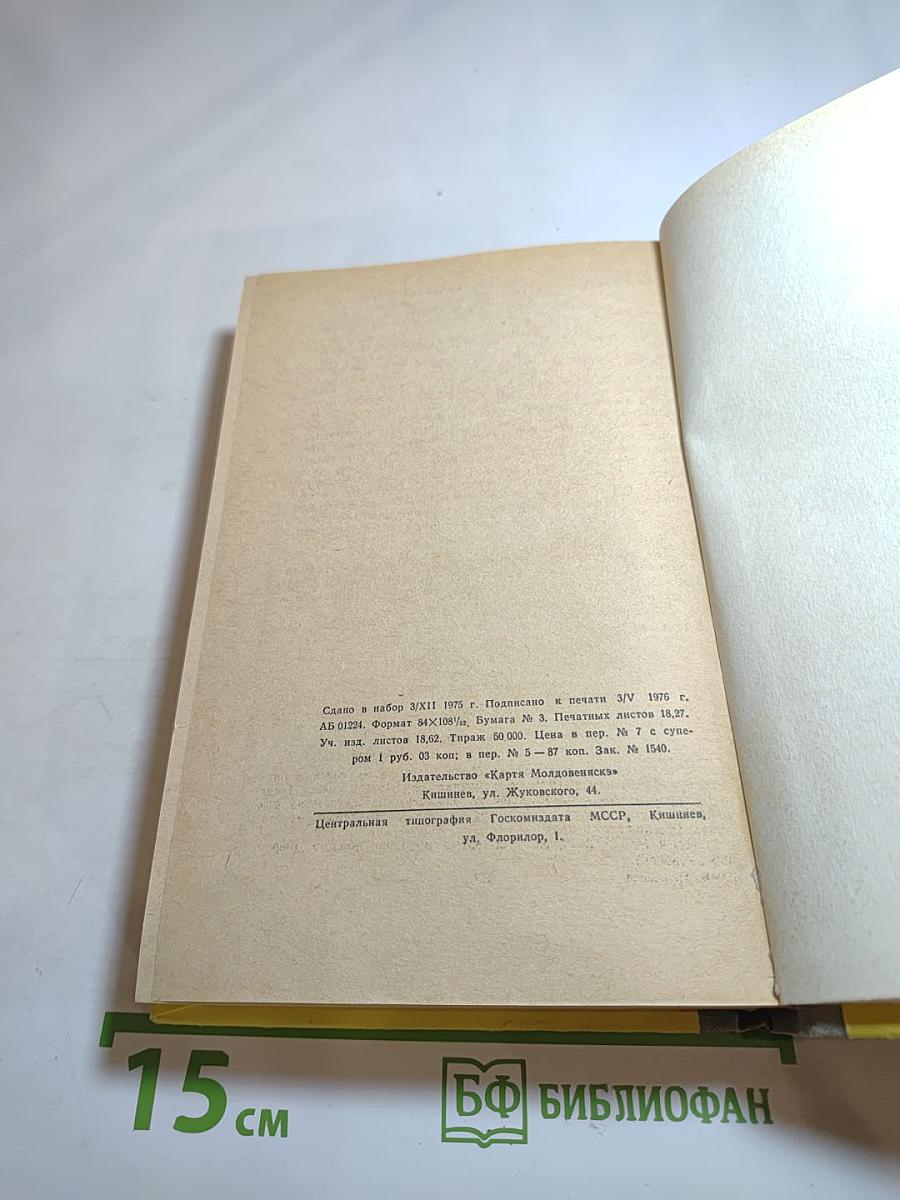 Сдано в набор 3/XII 1975 г. Подписано к печати 3/V 1976 г.
АБ 01224. Формат 84×108¹/₃₂. Бумага № 3. Печатных листов 18,27.
Уч. изд. листов 18,62. Тираж 50 000. Цена в пер. № 7 с супе-
ром 1 руб. 03 коп; в пер. № 5 — 87 коп. Зак. № 1540.
Издательство «Картя Молдовеняскэ»
Кишинев, ул. Жуковского, 44.
Центральная типография Госкомиздата МССР, Кишинев,
ул. Флорилор, 1.
15 см
БФ БИБЛИОФАН